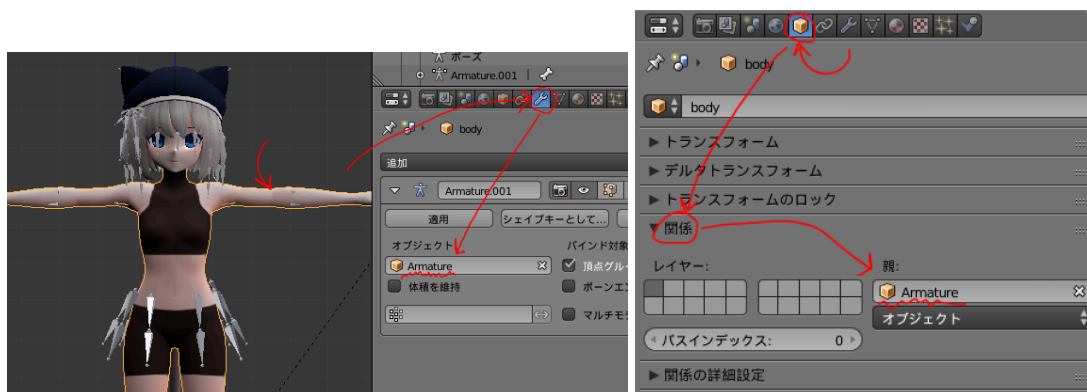 ポーズ
Armature.001
body
追加
Armature.001
適用
シェイプキーとして...
オブジェクト
バインド対象
Armature
頂点グル
体積を維持
ボーンエン
マルチモ
body
body
トランスフォーム
デルタトランスフォーム
トランスフォームのロック
関係
レイヤー:
親:
Armature
オブジェクト
パスインデックス: 0
関係の詳細設定